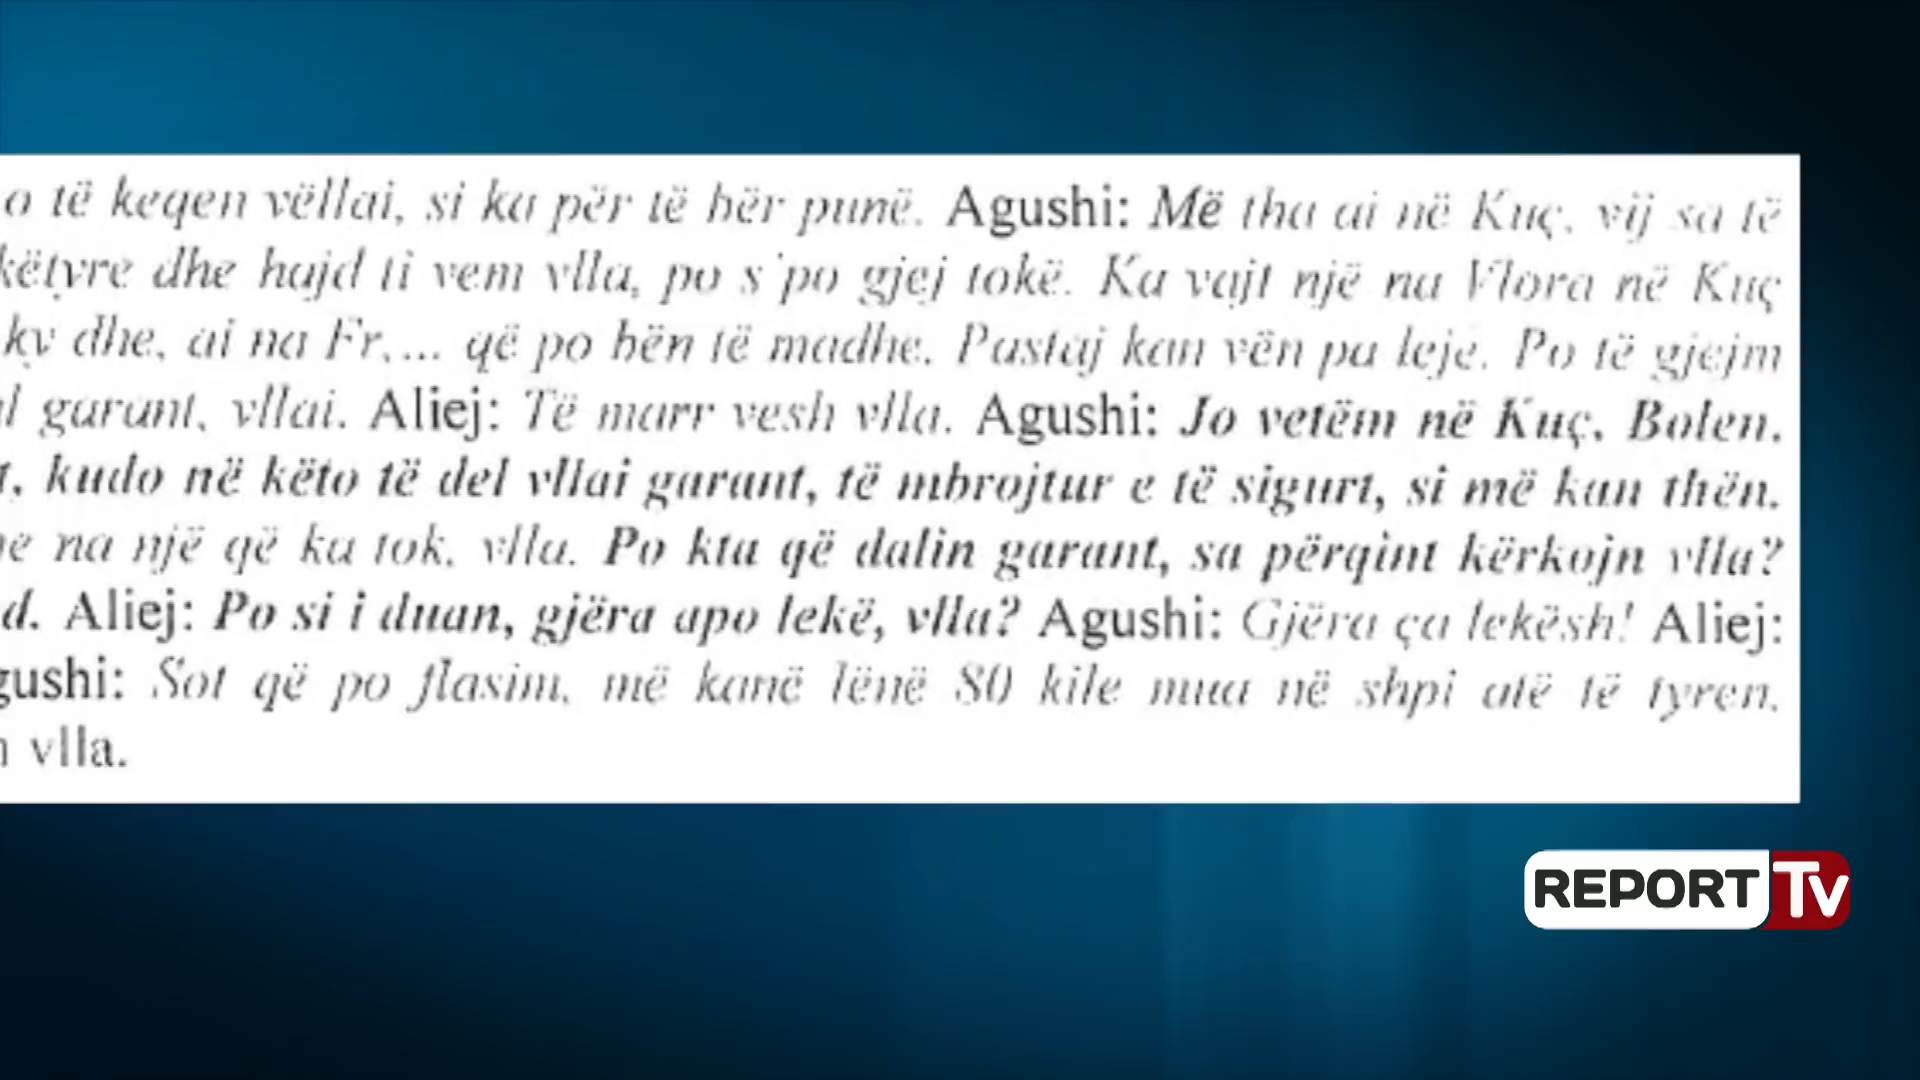 o të keqen vëllai, si ka për të bër punë. Agushi: Më tha ai në Kuç, vij sa të
këtyre dhe hajd ti vem vlla, po s'po gjej tokë. Ka vajt një na Vlora në Kuç
ky dhe, ai na Fr.... që po bën të madhe. Pastaj kan vën pa leje. Po të gjejm
garant, vllai. Aliej: Të marr vesh vlla. Agushi: Jo vetëm në Kuç, Bolen,
t, kudo në këto të del vllai garant, të mbrojtur e të sigurt, si më kan thën.
ne na një që ka tok, vlla. Po kta që dalin garant, sa përqint kërkojn vlla?
d. Aliej: Po si i duan, gjëra apo lekë, vlla? Agushi: Gjëra ça lekësh! Aliej:
gushi: Sot që po flasim, më kanë lënë 80 kile mua në shpi atë të tyren.
vlla.
REPORT Tv